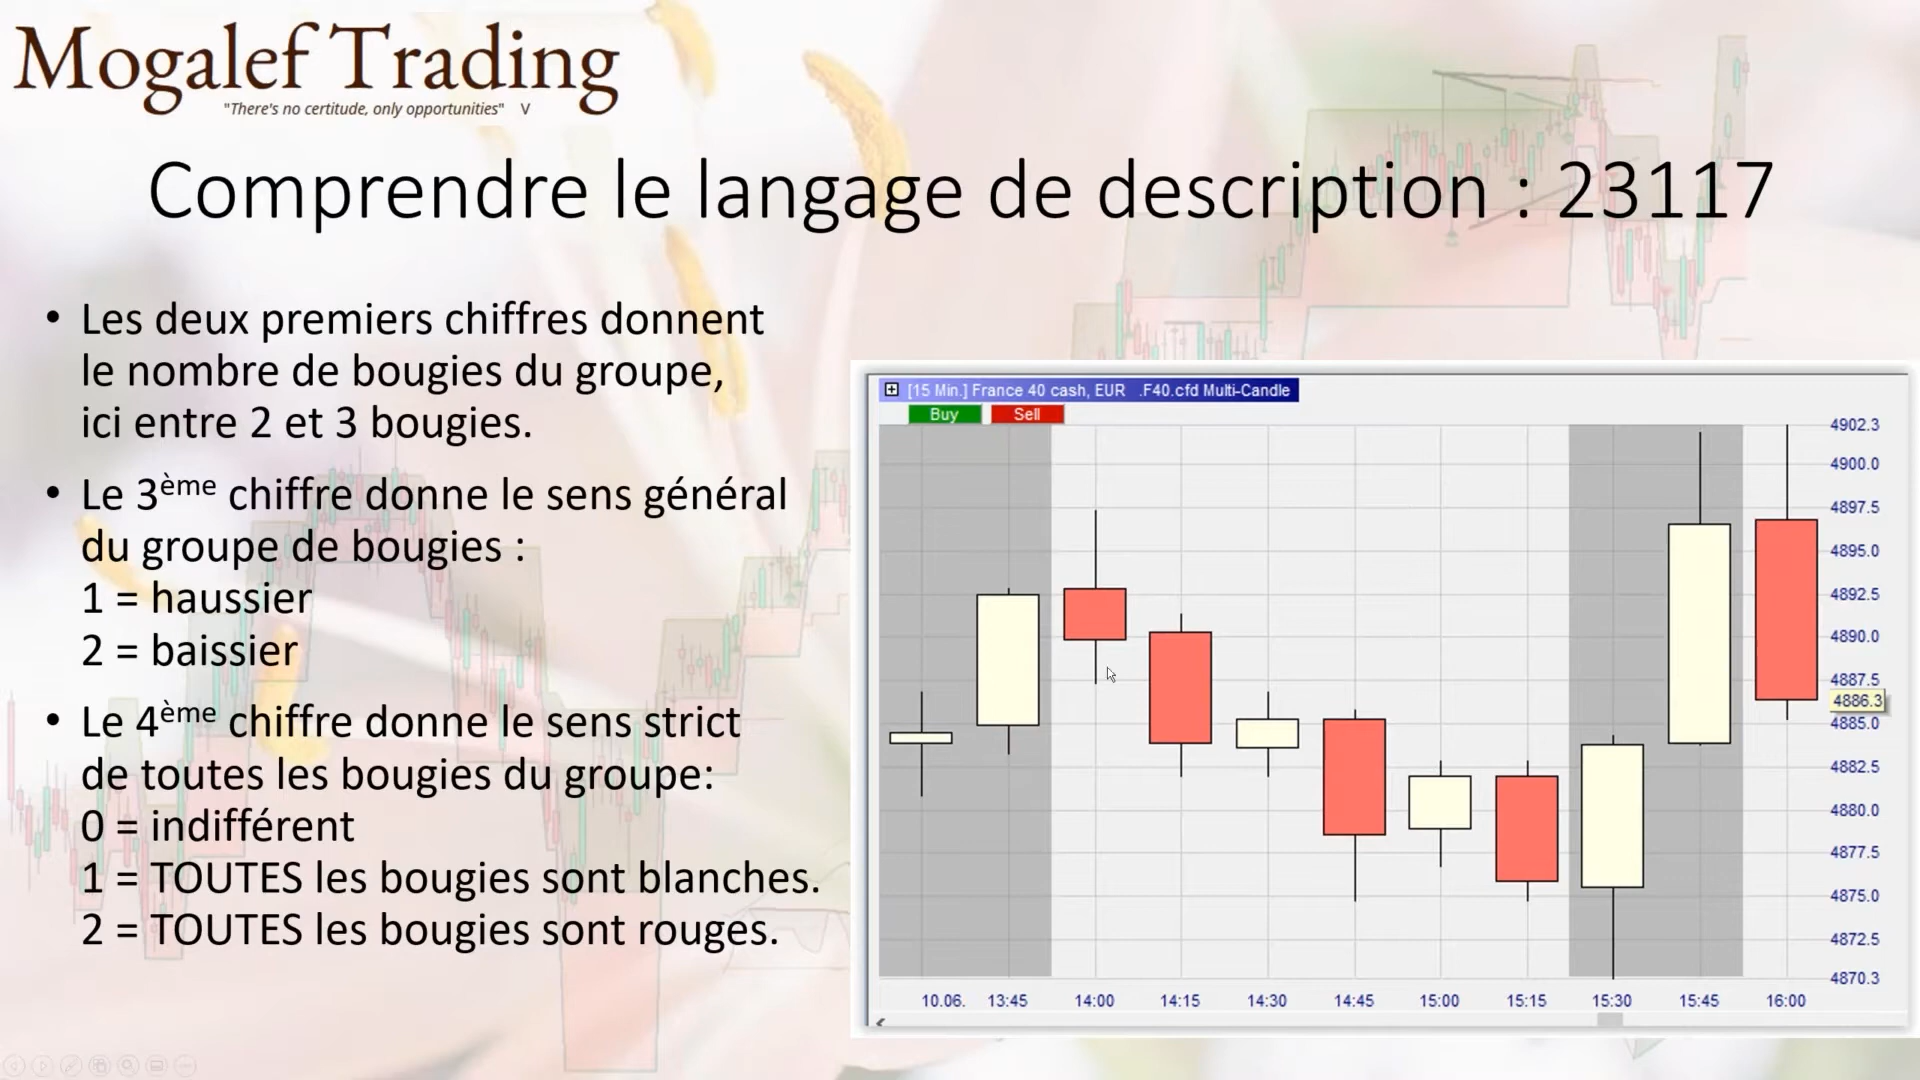 Mogalef Trading
"There's no certitude, only opportunities" V
Comprendre le langage de description : 23117
• Les deux premiers chiffres donnent
le nombre de bougies du groupe,
ici entre 2 et 3 bougies.
• Le 3ème chiffre donne le sens général
du groupe de bougies :
1 = haussier
2 = baissier
• Le 4ème chiffre donne le sens strict
de toutes les bougies du groupe:
0 = indifférent
1 = TOUTES les bougies sont blanches.
2 = TOUTES les bougies sont rouges.
[15 Min.] France 40 cash, EUR .F40.cfd Multi-Candle
Buy Sell
4902.3
4900.0
4897.5
4895.0
4892.5
4890.0
4887.5
4886.3
4885.0
4882.5
4880.0
4877.5
4875.0
4872.5
4870.3
10.06. 13:45 14:00 14:15 14:30 14:45 15:00 15:15 15:30 15:45 16:00